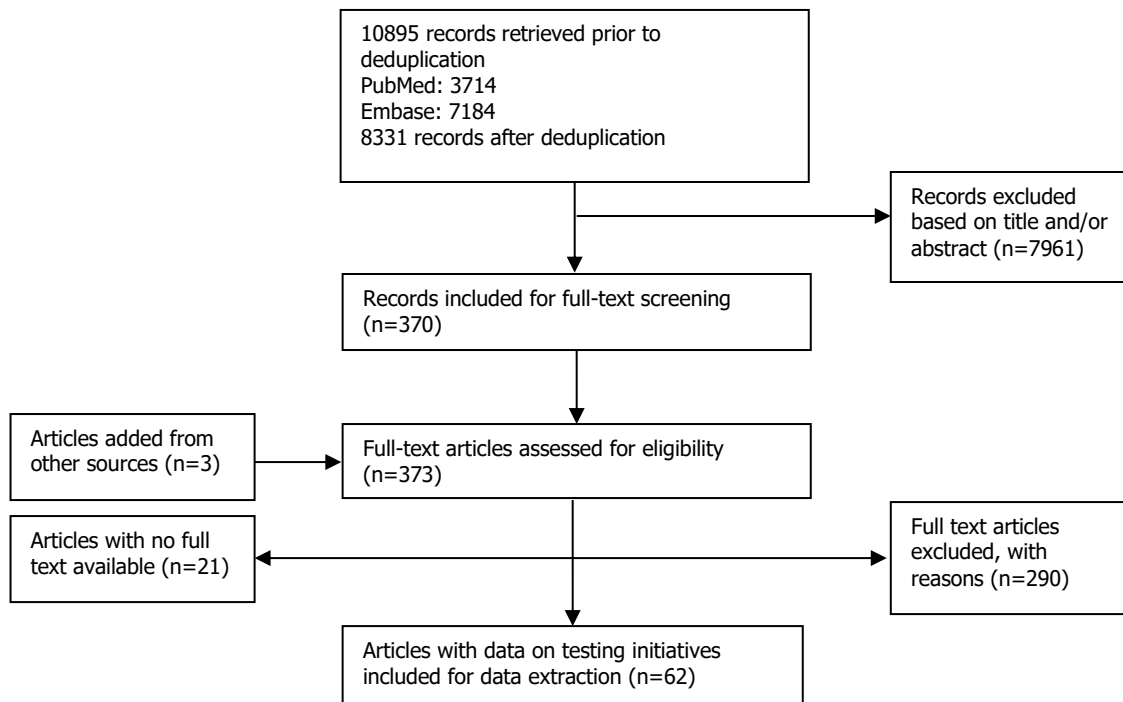 10895 records retrieved prior to
deduplication
PubMed: 3714
Embase: 7184
8331 records after deduplication
Records excluded
based on title and/or
abstract (n=7961)
Records included for full-text screening
(n=370)
Articles added from
other sources (n=3)
Full-text articles assessed for eligibility
(n=373)
Articles with no full
text available (n=21)
Full text articles
excluded, with
reasons (n=290)
Articles with data on testing initiatives
included for data extraction (n=62)